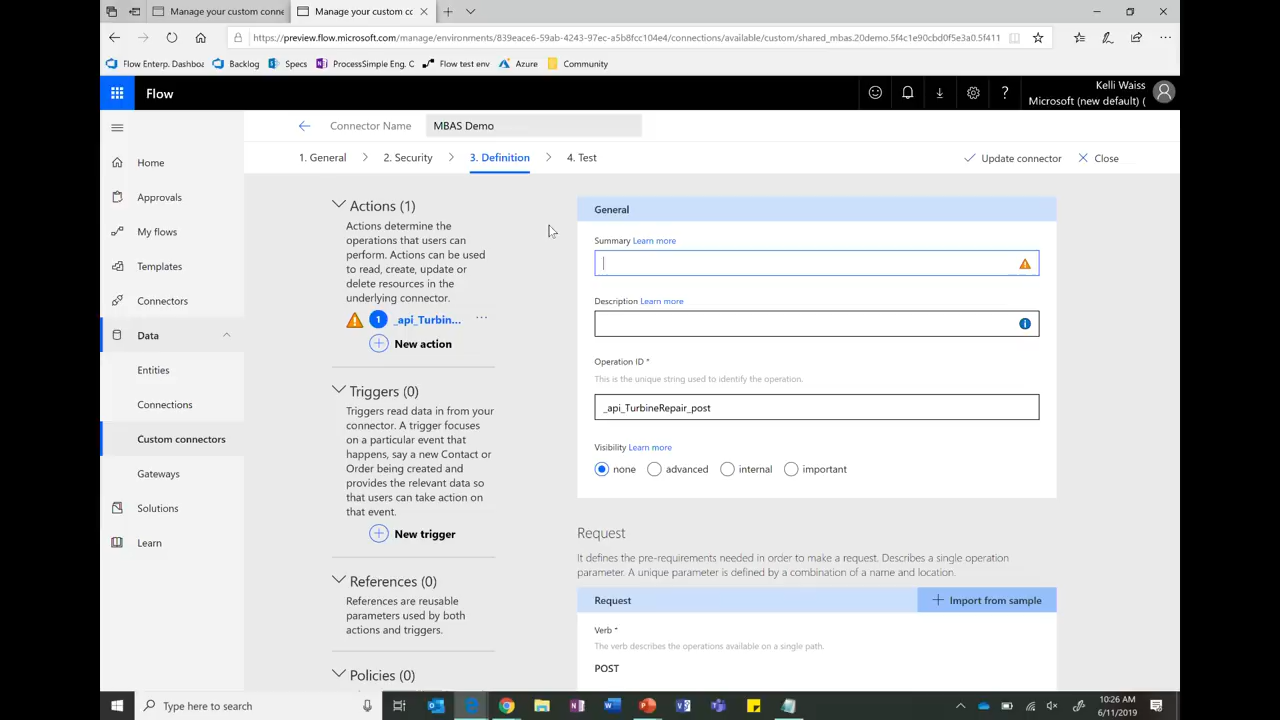 Manage your custom conne
Manage your custom cc
https://preview.flow.microsoft.com/manage/environments/839eace6-59ab-4243-97ec-a5b8fcc104e4/connections/available/custom/shared_mbas.20demo.5f4c1e90cbd0f5e3a0.5f4711
Flow Enterp. Dashboa
Backlog
Specs
ProcessSimple Eng. C
Flow test env
Azure
Community
Flow
Kelli Waiss
Microsoft (new default) (
Connector Name
MBAS Demo
1. General
2. Security
3. Definition
4. Test
Update connector
Close
Home
Approvals
My flows
Templates
Connectors
Data
Entities
Connections
Custom connectors
Gateways
Solutions
Learn
Actions (1)
Actions determine the
operations that users can
perform. Actions can be used
to read, create, update or
delete resources in the
underlying connector.
1 _api_Turbin... ...
New action
Triggers (0)
Triggers read data in from your
connector. A trigger focuses
on a particular event that
happens, say a new Contact or
Order being created and
provides the relevant data so
that users can take action on
that event.
New trigger
References (0)
References are reusable
parameters used by both
actions and triggers.
Policies (0)
General
Summary Learn more
Description Learn more
Operation ID *
This is the unique string used to identify the operation.
_api_TurbineRepair_post
Visibility Learn more
none
advanced
internal
important
Request
It defines the pre-requirements needed in order to make a request. Describes a single operation
parameter. A unique parameter is defined by a combination of a name and location.
Request
Import from sample
Verb *
The verb describes the operations available on a single path.
POST
Type here to search
10:26 AM
6/11/2019